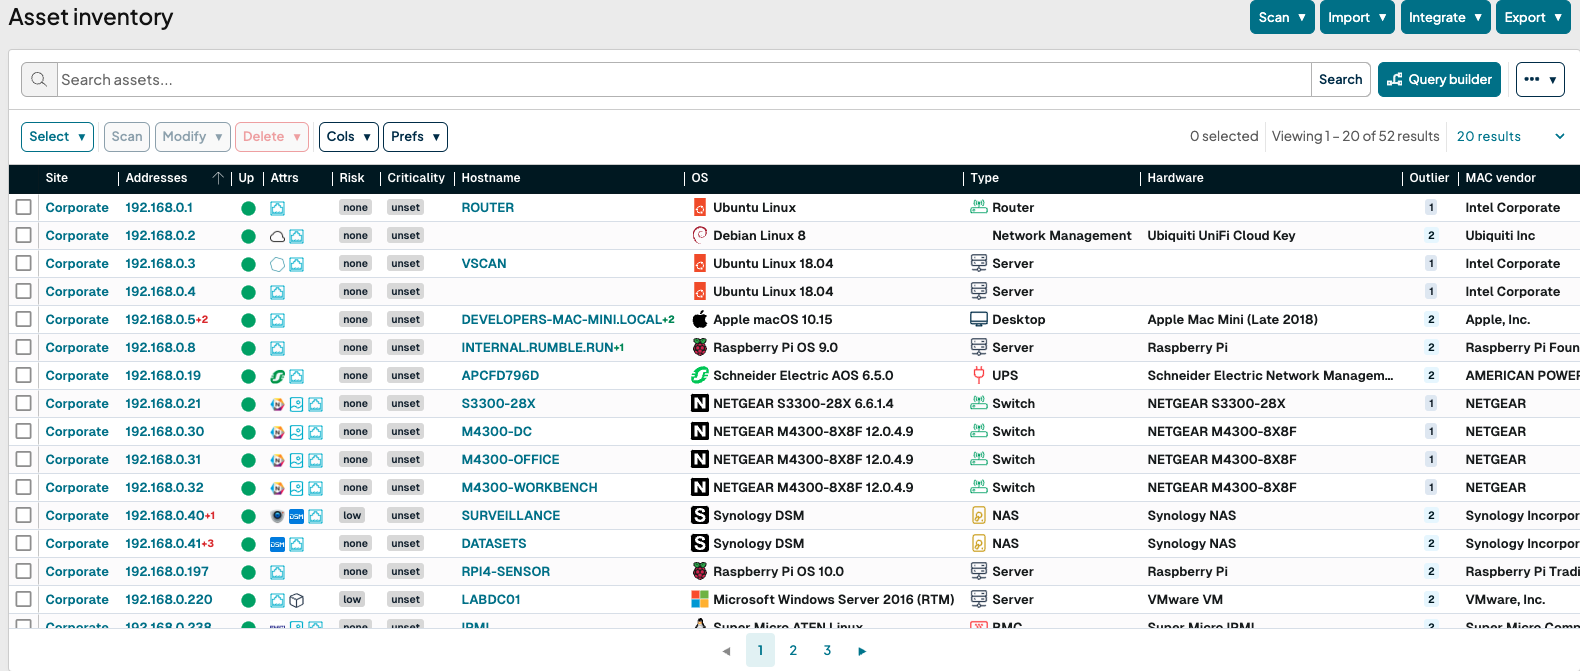 Asset inventory
Scan Import Integrate Export
Search assets... Search Query builder •••
Select Scan Modify Delete Cols Prefs 0 selected Viewing 1 – 20 of 52 results 20 results
Site Addresses Up Attrs Risk Criticality Hostname OS Type Hardware Outlier MAC vendor
Corporate 192.168.0.1 none unset ROUTER Ubuntu Linux Router 1 Intel Corporate
Corporate 192.168.0.2 none unset Debian Linux 8 Network Management Ubiquiti UniFi Cloud Key 2 Ubiquiti Inc
Corporate 192.168.0.3 none unset VSCAN Ubuntu Linux 18.04 Server 1 Intel Corporate
Corporate 192.168.0.4 none unset Ubuntu Linux 18.04 Server 1 Intel Corporate
Corporate 192.168.0.5+2 none unset DEVELOPERS-MAC-MINI.LOCAL+2 Apple macOS 10.15 Desktop Apple Mac Mini (Late 2018) 2 Apple, Inc.
Corporate 192.168.0.8 none unset INTERNAL.RUMBLE.RUN+1 Raspberry Pi OS 9.0 Server Raspberry Pi 2 Raspberry Pi Foun
Corporate 192.168.0.19 none unset APCFD796D Schneider Electric AOS 6.5.0 UPS Schneider Electric Network Managem... 2 AMERICAN POWER
Corporate 192.168.0.21 none unset S3300-28X N NETGEAR S3300-28X 6.6.1.4 Switch NETGEAR S3300-28X 1 NETGEAR
Corporate 192.168.0.30 none unset M4300-DC N NETGEAR M4300-8X8F 12.0.4.9 Switch NETGEAR M4300-8X8F 1 NETGEAR
Corporate 192.168.0.31 none unset M4300-OFFICE N NETGEAR M4300-8X8F 12.0.4.9 Switch NETGEAR M4300-8X8F 1 NETGEAR
Corporate 192.168.0.32 none unset M4300-WORKBENCH N NETGEAR M4300-8X8F 12.0.4.9 Switch NETGEAR M4300-8X8F 1 NETGEAR
Corporate 192.168.0.40+1 DSM low unset SURVEILLANCE S Synology DSM NAS Synology NAS 2 Synology Incorpor
Corporate 192.168.0.41+3 DSM none unset DATASETS S Synology DSM NAS Synology NAS 2 Synology Incorpor
Corporate 192.168.0.197 none unset RPI4-SENSOR Raspberry Pi OS 10.0 Server Raspberry Pi 2 Raspberry Pi Tradi
Corporate 192.168.0.220 low unset LABDC01 Microsoft Windows Server 2016 (RTM) Server VMware VM 2 VMware, Inc.
Corporate 192.168.0.238 none unset IPMI Super Micro ATEN Linux BMC Super Micro IPMI 2 Super Micro Comp
1 2 3